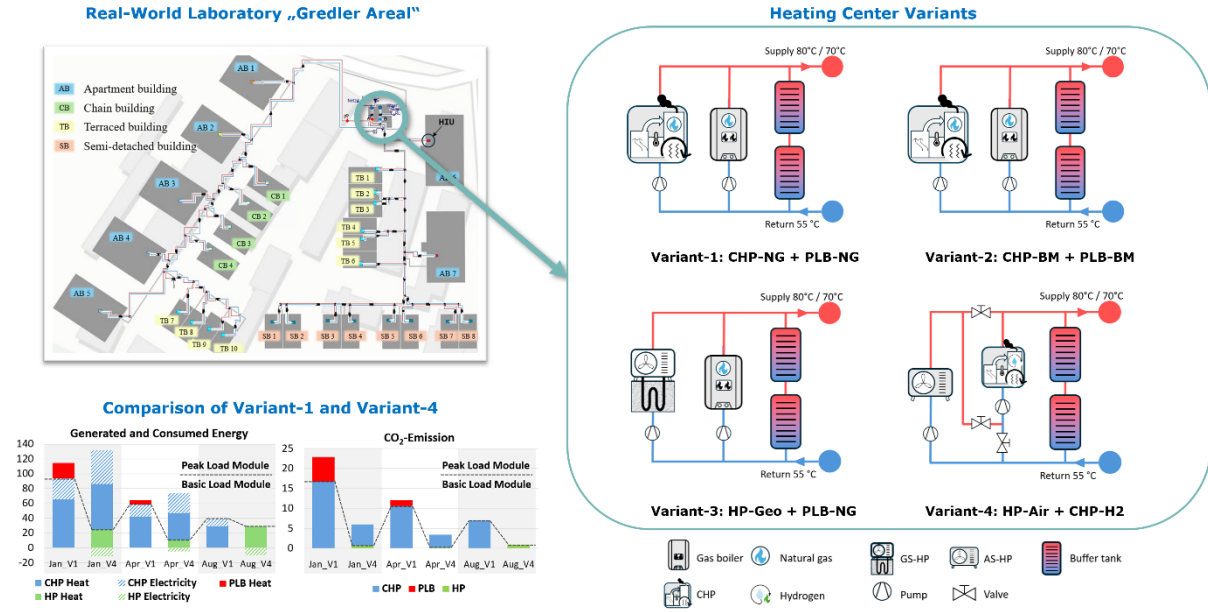 Real-World Laboratory „Gredler Areal“
AB Apartment building
CB Chain building
TB Terraced building
SB Semi-detached building
AB 1
AB 2
AB 3
AB 4
AB 5
CB 1
CB 2
CB 3
CB 4
TB 7
TB 8
TB 9
TB 10
HIU
TB 1
TB 2
TB 3
TB 4
TB 5
TB 6
AB 7
SB 1 SB 2 SB 3 SB 4 SB 5 SB 6 SB 7 SB 8
Heating Center Variants
Supply 80°C / 70°C
Return 55 °C
Variant-1: CHP-NG + PLB-NG
Supply 80°C / 70°C
Return 55 °C
Variant-2: CHP-BM + PLB-BM
Supply 80°C / 70°C
Return 55 °C
Variant-3: HP-Geo + PLB-NG
Supply 80°C / 70°C
Return 55 °C
Variant-4: HP-Air + CHP-H2
Gas boiler
Natural gas
GS-HP
AS-HP
Buffer tank
CHP
Hydrogen
Pump
Valve
Comparison of Variant-1 and Variant-4
Generated and Consumed Energy
140
120
100
80
60
40
20
0
-20
Peak Load Module
Basic Load Module
Jan_V1 Jan_V4 Apr_V1 Apr_V4 Aug_V1 Aug_V4
CHP Heat CHP Electricity PLB Heat
HP Heat HP Electricity
CO2-Emission
25
20
15
10
5
0
Peak Load Module
Basic Load Module
Jan_V1 Jan_V4 Apr_V1 Apr_V4 Aug_V1 Aug_V4
CHP PLB HP